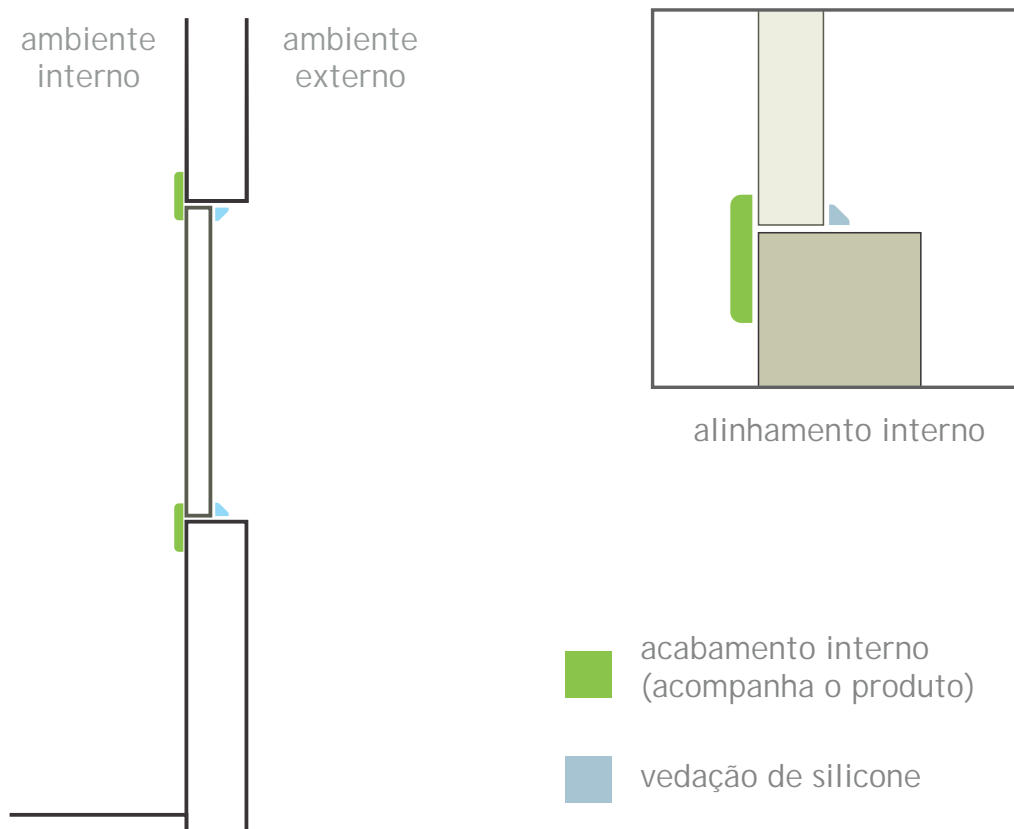 ambiente
interno
ambiente
externo
alinhamento interno
acabamento interno
(acompanha o produto)
vedação de silicone